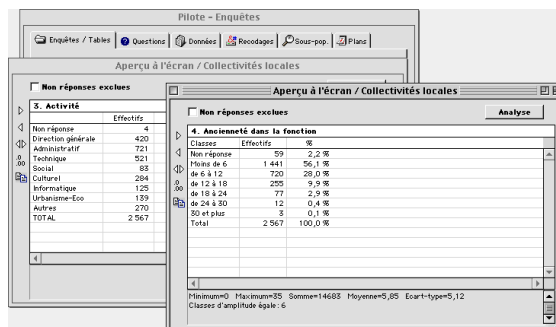 Pilote - Enquêtes
Enquêtes / Tables Questions Données Recodages Sous-pop. Plans
Aperçu à l'écran / Collectivités locales
Non réponses exclues
3. Activité
Effectifs
Non réponse 4
Direction générale 420
Administratif 721
Technique 521
Social 83
Culturel 284
Informatique 125
Urbanisme-Eco 139
Autres 270
TOTAL 2 567
.0
.00
Aperçu à l'écran / Collectivités locales
Non réponses exclues
Analyse
4. Ancienneté dans la fonction
Classes Effectifs %
Non réponse 59 2,2 %
Moins de 6 1 441 56,1 %
de 6 à 12 720 28,0 %
de 12 à 18 255 9,9 %
de 18 à 24 77 2,9 %
de 24 à 30 12 0,4 %
30 et plus 3 0,1 %
Total 2 567 100,0 %
.0
.00
Minimum=0 Maximum=35 Somme=14683 Moyenne=5,85 Ecart-type=5,12
Classes d'amplitude égale : 6